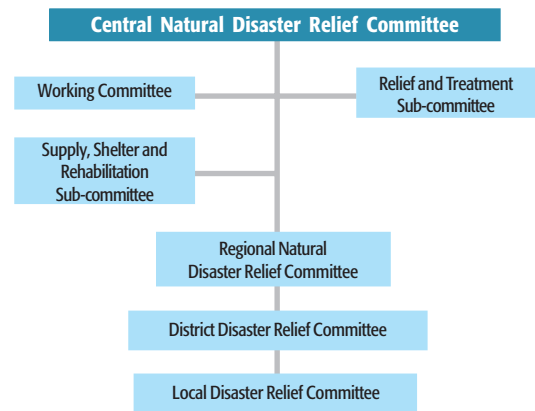 Central Natural Disaster Relief Committee
Working Committee
Relief and Treatment
Sub-committee
Supply, Shelter and
Rehabilitation
Sub-committee
Regional Natural
Disaster Relief Committee
District Disaster Relief Committee
Local Disaster Relief Committee